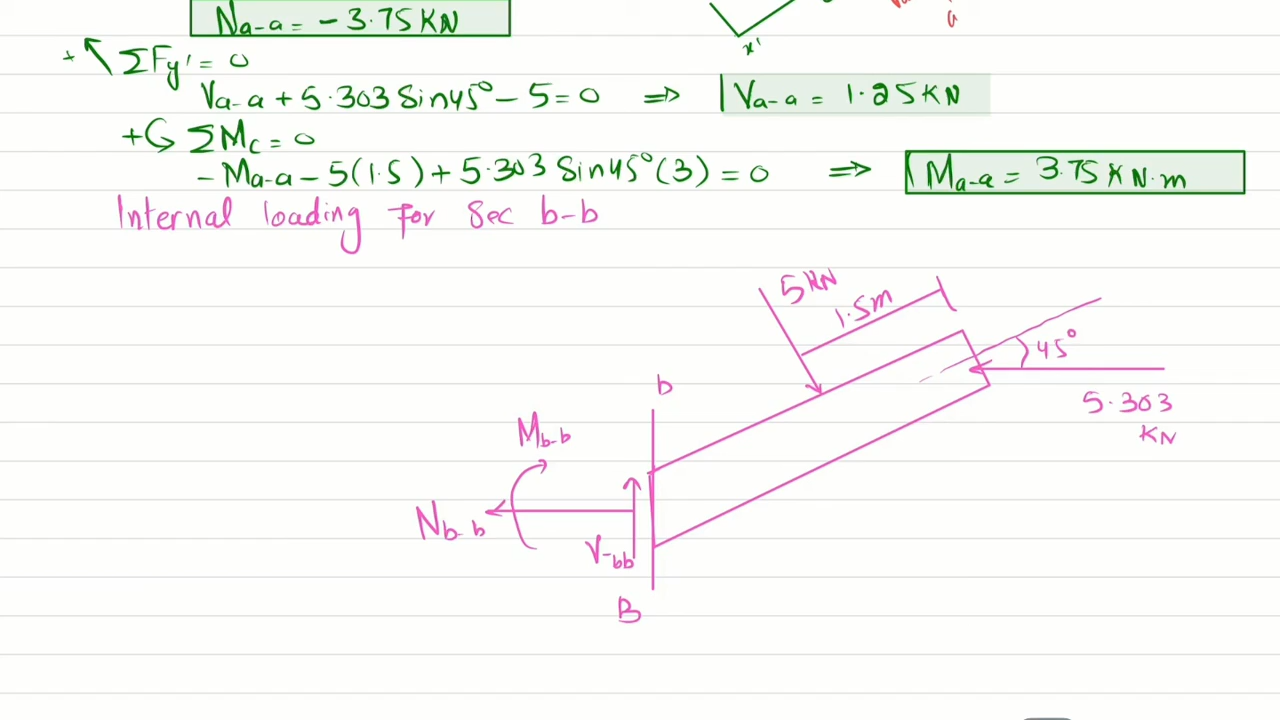 Na-a = - 3.75 KN
x'
a
+ ΣFy' = 0
Va-a + 5.303 Sin45° - 5 = 0 ⇒ Va-a = 1.25KN
+ ΣMc = 0
- Ma-a - 5(1.5) + 5.303 Sin45° (3) = 0 ⇒ Ma-a = 3.75 KN.m
Internal loading for Sec b-b
5KN
1.5m
45°
b
5.303
KN
Mb-b
Nb-b
V-bb
B